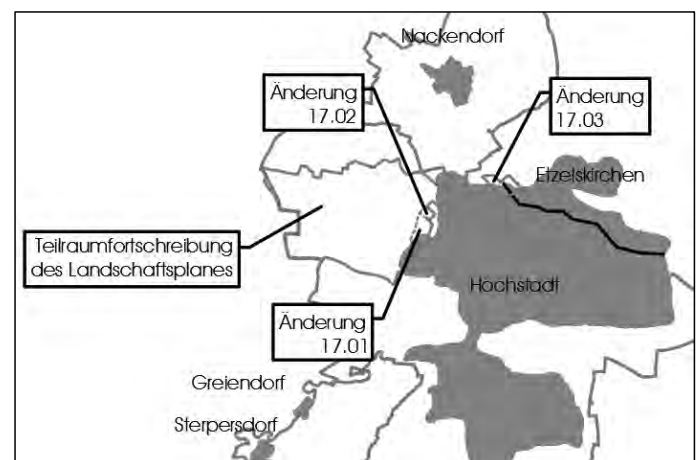 Nackendorf
Änderung
17.02
Änderung
17.03
Etzelskirchen
Teilraumfortschreibung
des Landschaftsplanes
Höchstadt
Änderung
17.01
Greiendorf
Sterpersdorf